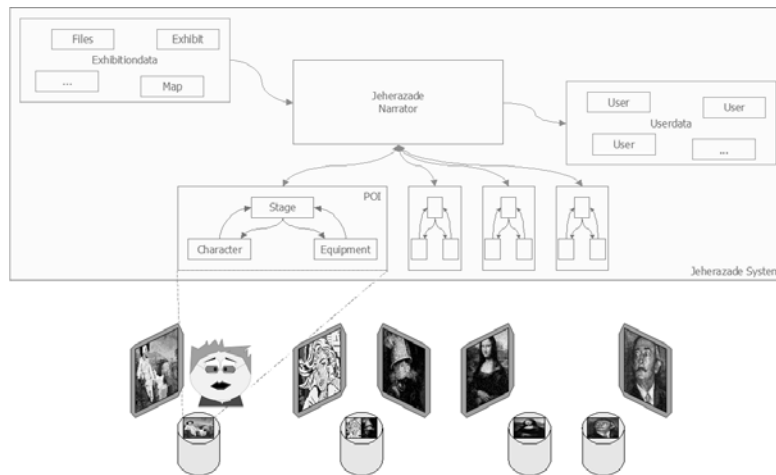 Files
Exhibit
Exhibitiondata
...
Map
Jeherazade
Narrator
User
User
Userdata
User
...
POI
Stage
Character
Equipment
Jeherazade System